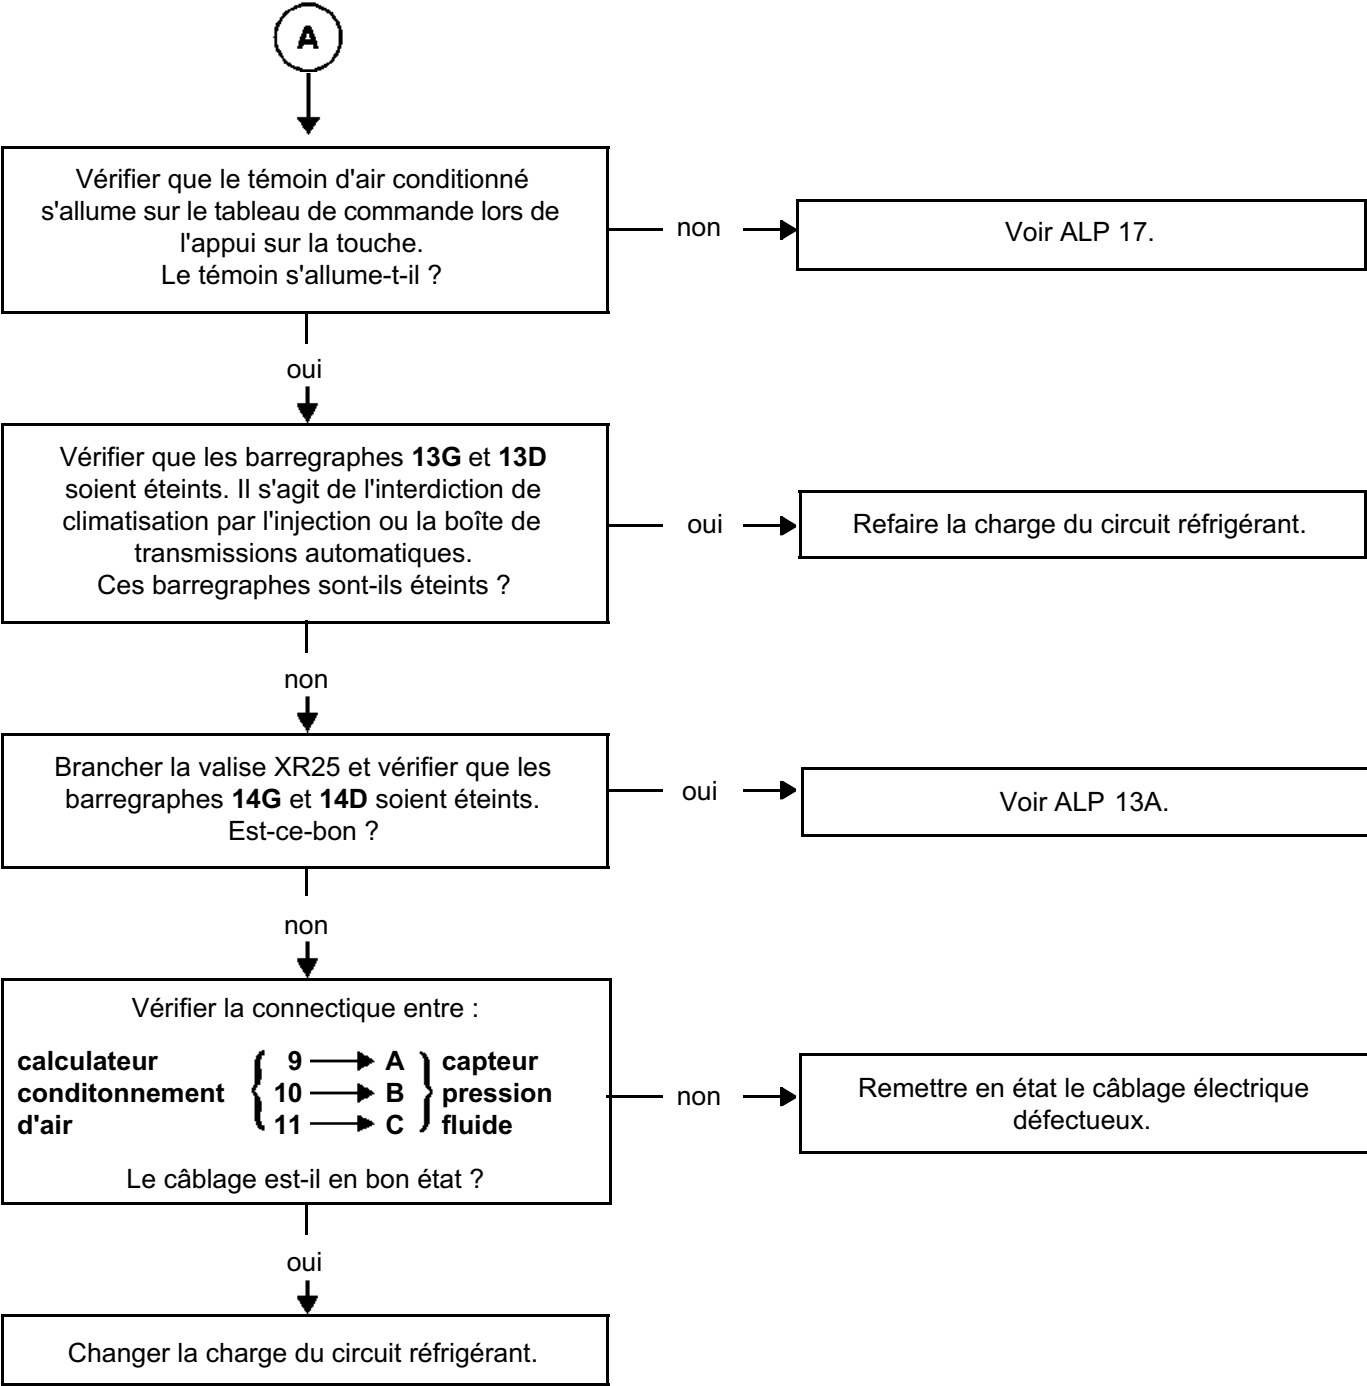 A
Vérifier que le témoin d'air conditionné
s'allume sur le tableau de commande lors de
l'appui sur la touche.
Le témoin s'allume-t-il ?
non
Voir ALP 17.
oui
Vérifier que les barregraphes 13G et 13D
soient éteints. Il s'agit de l'interdiction de
climatisation par l'injection ou la boîte de
transmissions automatiques.
Ces barregraphes sont-ils éteints ?
oui
Refaire la charge du circuit réfrigérant.
non
Brancher la valise XR25 et vérifier que les
barregraphes 14G et 14D soient éteints.
Est-ce-bon ?
oui
Voir ALP 13A.
non
Vérifier la connectique entre :
calculateur 9 A capteur
conditonnement 10 B pression
d'air 11 C fluide
Le câblage est-il en bon état ?
non
Remettre en état le câblage électrique
défectueux.
oui
Changer la charge du circuit réfrigérant.